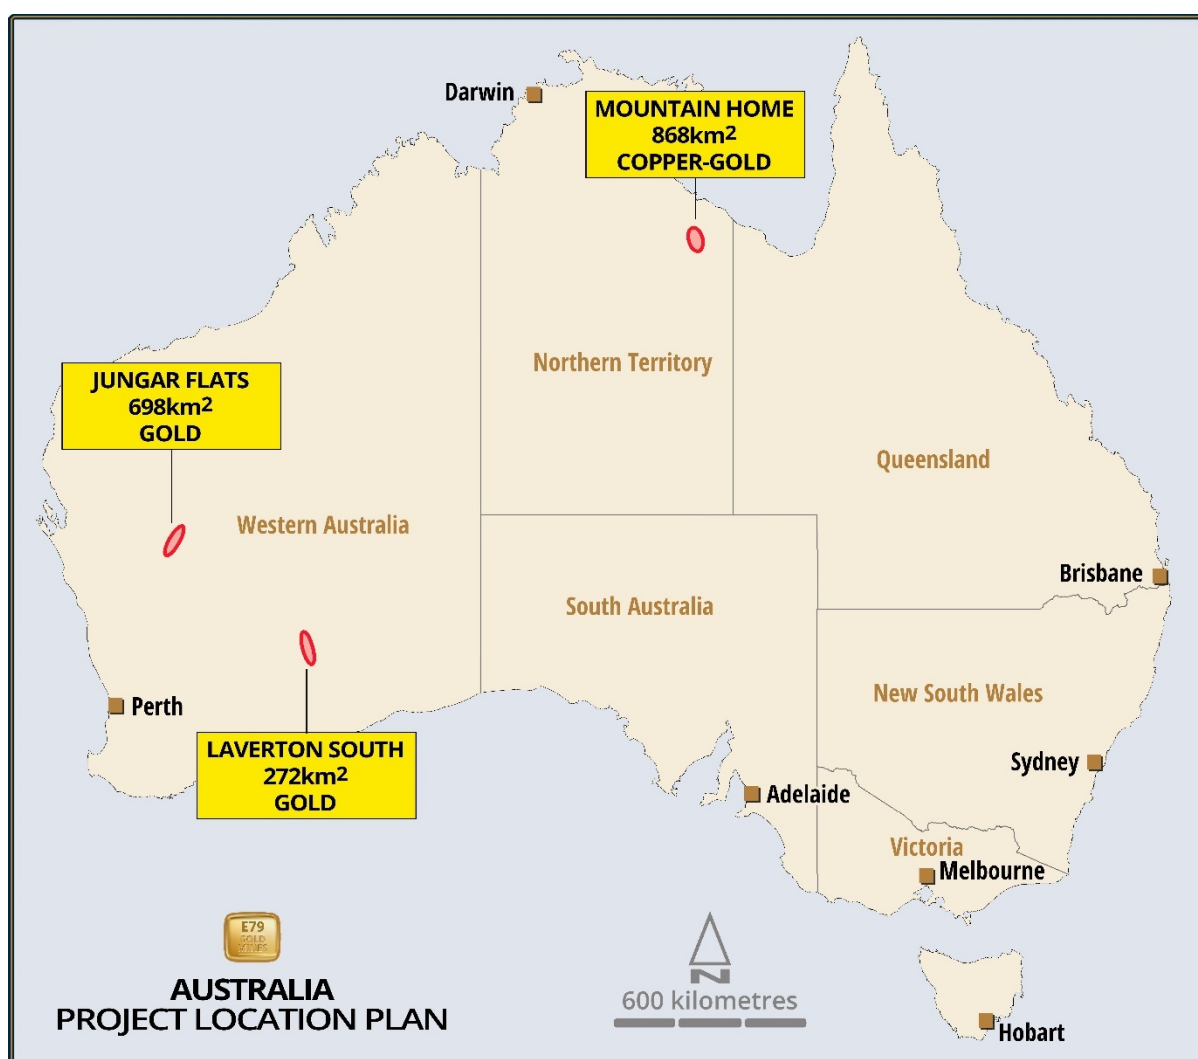 Darwin
MOUNTAIN HOME
868km²
COPPER-GOLD
JUNGAR FLATS
698km²
GOLD
Northern Territory
Queensland
Western Australia
Brisbane
South Australia
New South Wales
Perth
LAVERTON SOUTH
272km²
GOLD
Sydney
Adelaide
Victoria
Melbourne
E79
GOLD
MINES
AUSTRALIA
PROJECT LOCATION PLAN
N
600 kilometres
Hobart